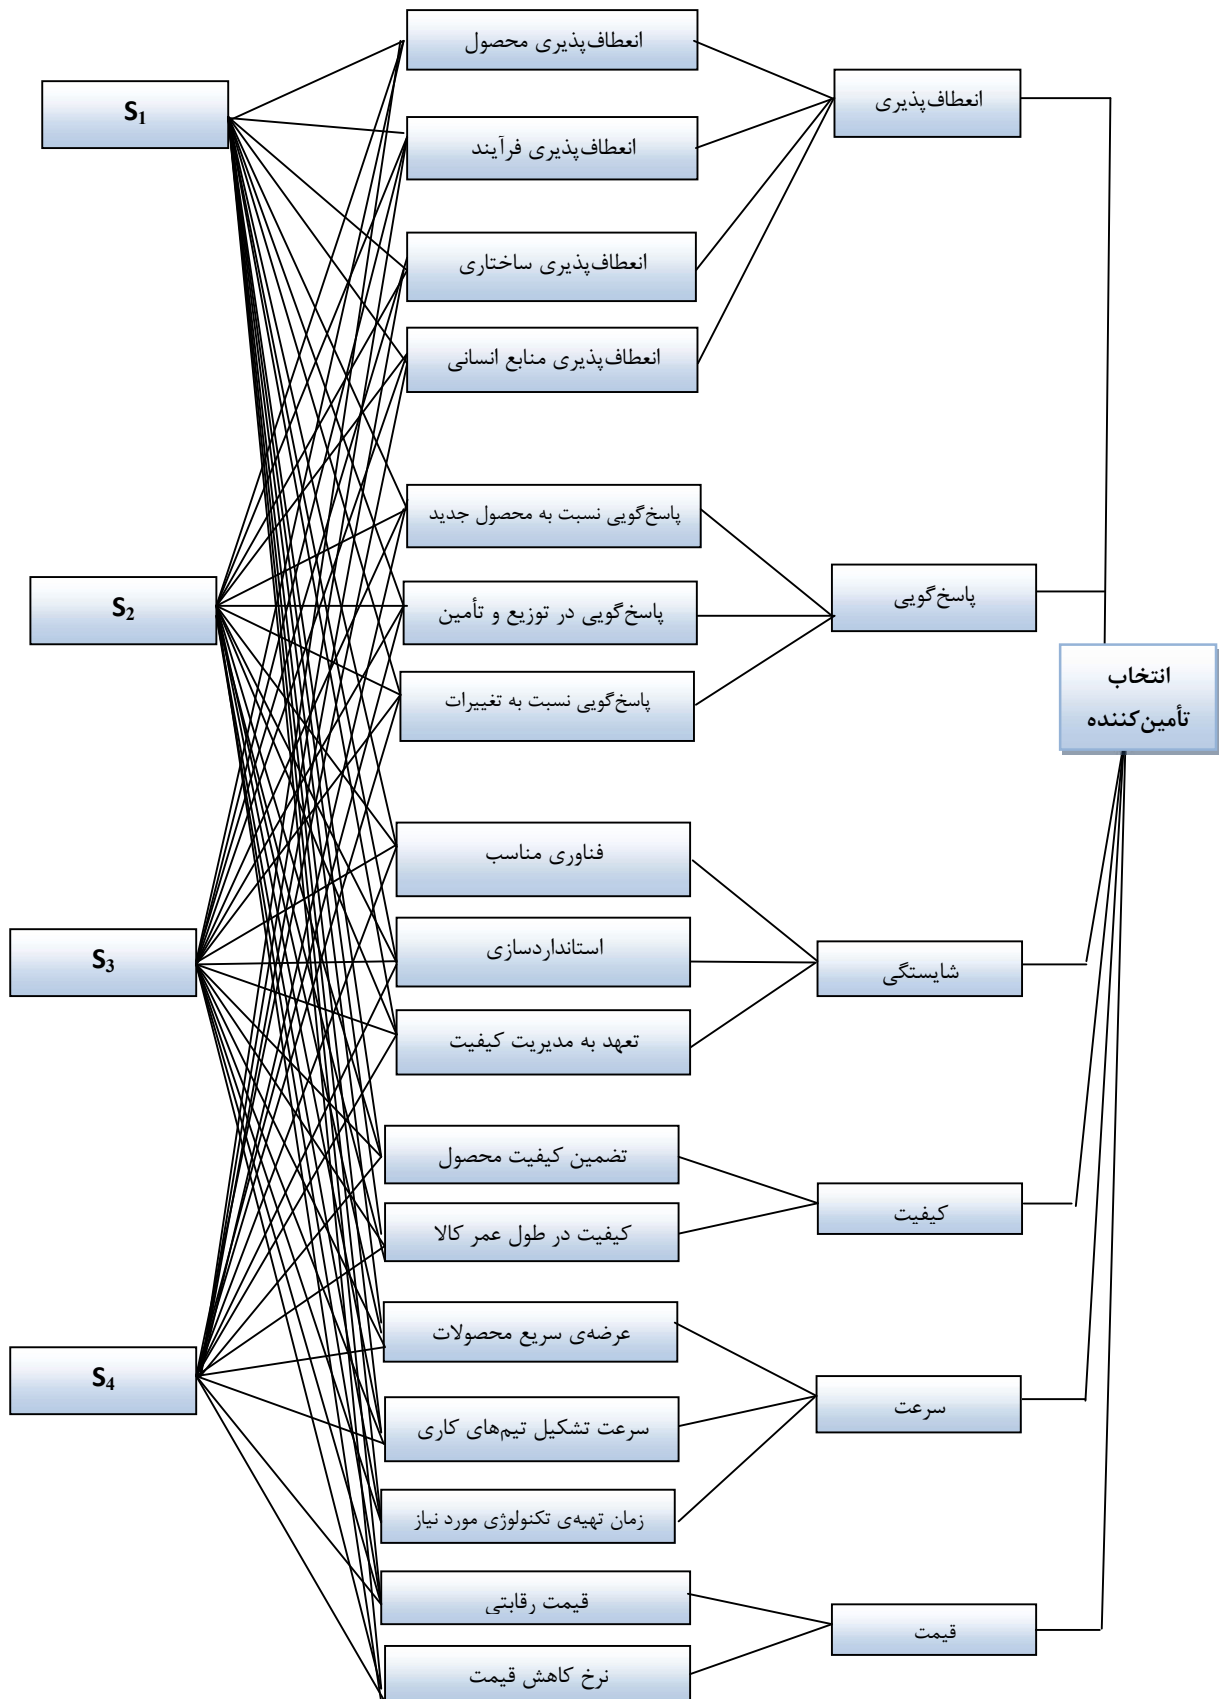 انعطاف‌پذیری محصول
انعطاف‌پذیری
S₁
انعطاف‌پذیری فرآیند
انعطاف‌پذیری ساختاری
انعطاف‌پذیری منابع انسانی
پاسخ‌گویی نسبت به محصول جدید
پاسخ‌گویی
S₂
پاسخ‌گویی در توزیع و تأمین
انتخاب
تأمین‌کننده
پاسخ‌گویی نسبت به تغییرات
فناوری مناسب
استانداردسازی
S₃
شایستگی
تعهد به مدیریت کیفیت
تضمین کیفیت محصول
کیفیت
کیفیت در طول عمر کالا
عرضه‌ی سریع محصولات
S₄
سرعت
سرعت تشکیل تیم‌های کاری
زمان تهیه‌ی تکنولوژی مورد نیاز
قیمت رقابتی
قیمت
نرخ کاهش قیمت